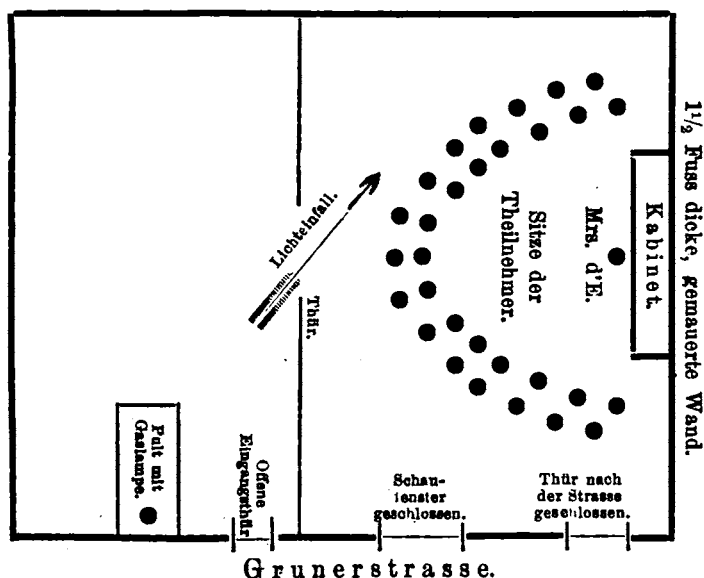 1½ Fuss dicke, gemauerte Wand.
Kabinet.
Mrs. d'E.
Sitze der
Theilnehmer.
Lichteinfall.
Thür.
Pult mit
Gaslampe.
Offene
Eingangsthür
Schau-
fenster
geschlossen.
Thür nach
der Strasse
geschlossen.
Grunerstrasse.